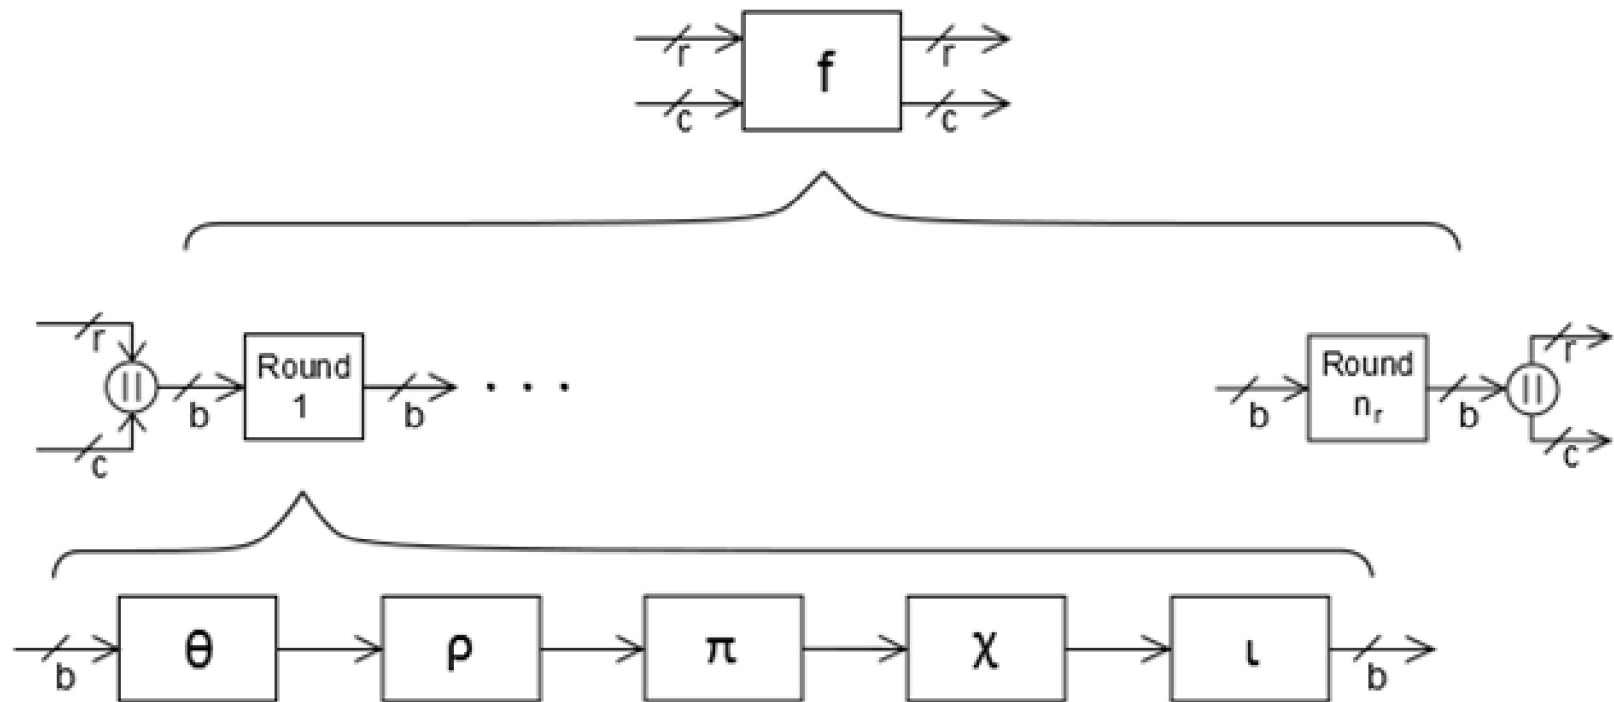 r
f
r
c
c
r
||
c
b
Round
1
b
. . .
b
Round
nᵣ
b
||
r
c
b
θ
ρ
π
χ
ι
b